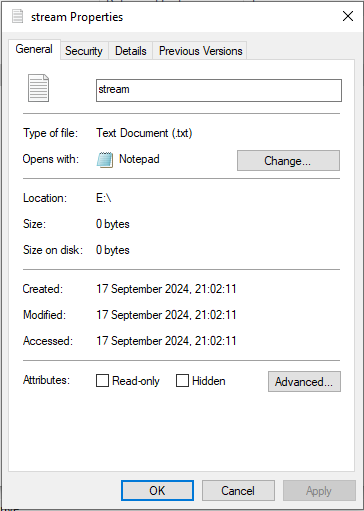 stream Properties
General Security Details Previous Versions
stream
Type of file: Text Document (.txt)
Opens with: Notepad Change...
Location: E:\
Size: 0 bytes
Size on disk: 0 bytes
Created: 17 September 2024, 21:02:11
Modified: 17 September 2024, 21:02:11
Accessed: 17 September 2024, 21:02:11
Attributes: Read-only Hidden Advanced...
OK Cancel Apply